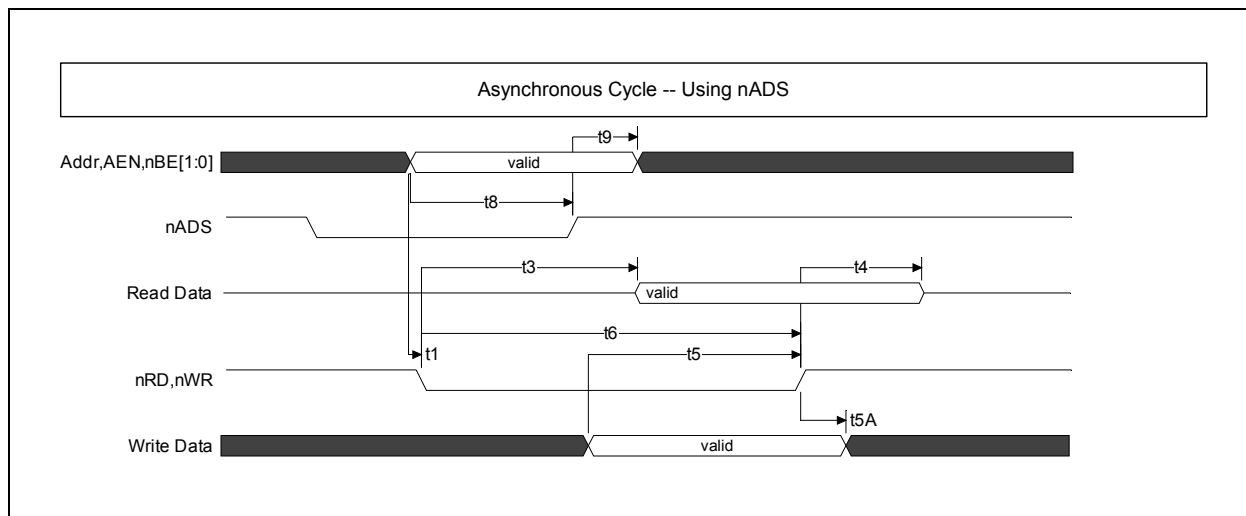 Asynchronous Cycle -- Using nADS
t9
Addr,AEN,nBE[1:0]
valid
t8
nADS
t3
t4
Read Data
valid
t6
t1
t5
nRD,nWR
t5A
Write Data
valid